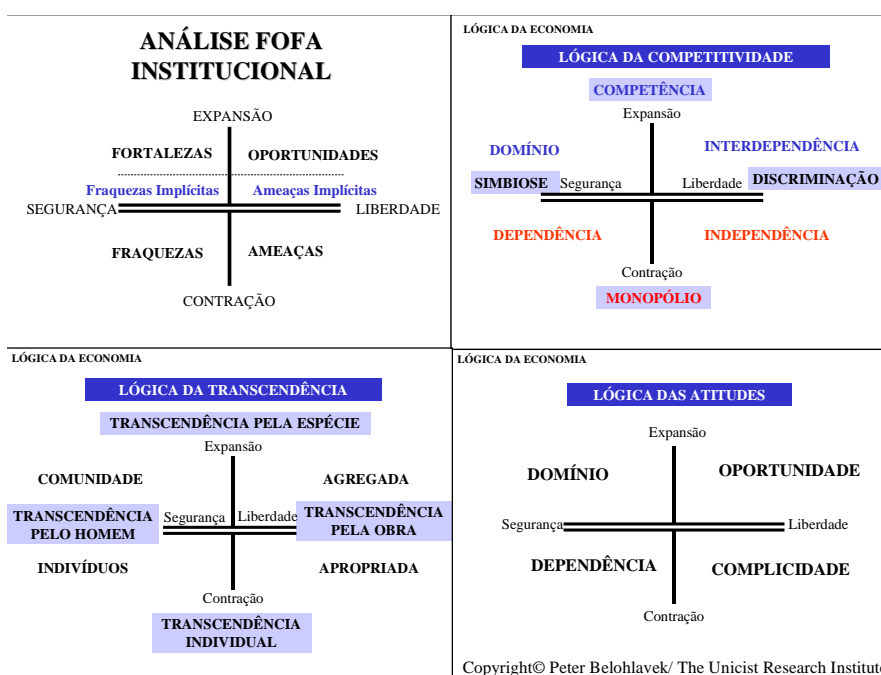 ANÁLISE FOFA
INSTITUCIONAL
EXPANSÃO
FORTALEZAS OPORTUNIDADES
Fraquezas Implícitas Ameaças Implícitas
SEGURANÇA LIBERDADE
FRAQUEZAS AMEAÇAS
CONTRAÇÃO
LÓGICA DA ECONOMIA
LÓGICA DA COMPETITIVIDADE
COMPETÊNCIA
Expansão
DOMÍNIO INTERDEPENDÊNCIA
SIMBIOSE Segurança Liberdade DISCRIMINAÇÃO
DEPENDÊNCIA INDEPENDÊNCIA
Contração
MONOPÓLIO
LÓGICA DA ECONOMIA
LÓGICA DA TRANSCENDÊNCIA
TRANSCENDÊNCIA PELA ESPÉCIE
Expansão
COMUNIDADE AGREGADA
TRANSCENDÊNCIA PELO HOMEM Segurança Liberdade TRANSCENDÊNCIA PELA OBRA
INDIVÍDUOS APROPRIADA
Contração
TRANSCENDÊNCIA
INDIVIDUAL
LÓGICA DA ECONOMIA
LÓGICA DAS ATITUDES
Expansão
DOMÍNIO OPORTUNIDADE
Segurança Liberdade
DEPENDÊNCIA COMPLICIDADE
Contração
Copyright© Peter Belohlavek/ The Unicist Research Institute